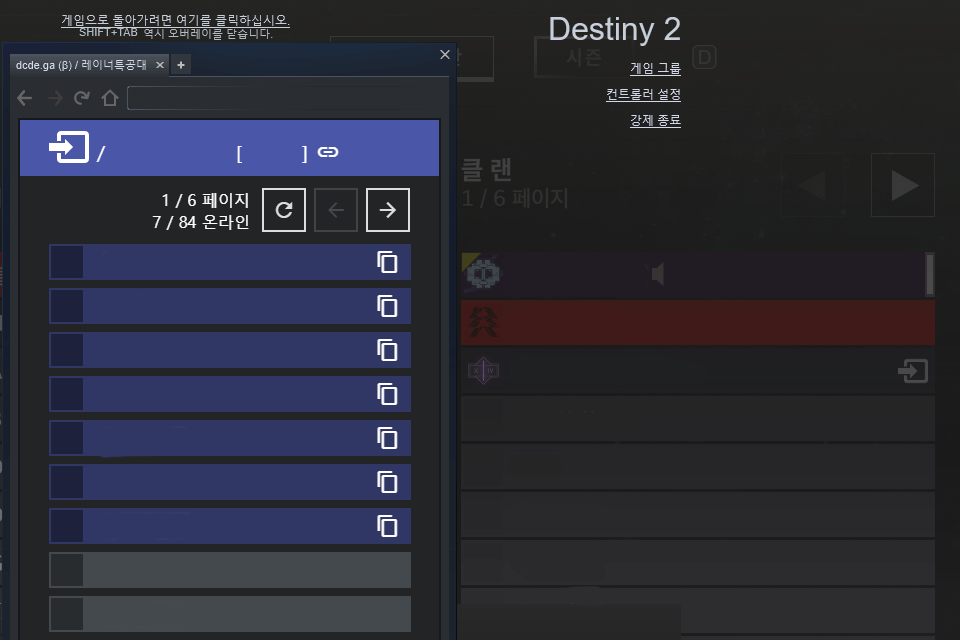 게임으로 돌아가려면 여기를 클릭하십시오.
SHIFT+TAB 역시 오버레이를 닫습니다.
Destiny 2
게임 그룹
컨트롤러 설정
강제 종료
시즌
D
dcde.ga (β) / 레이너특공대
/ [ ]
1 / 6 페이지
7 / 84 온라인
클랜
1 / 6 페이지